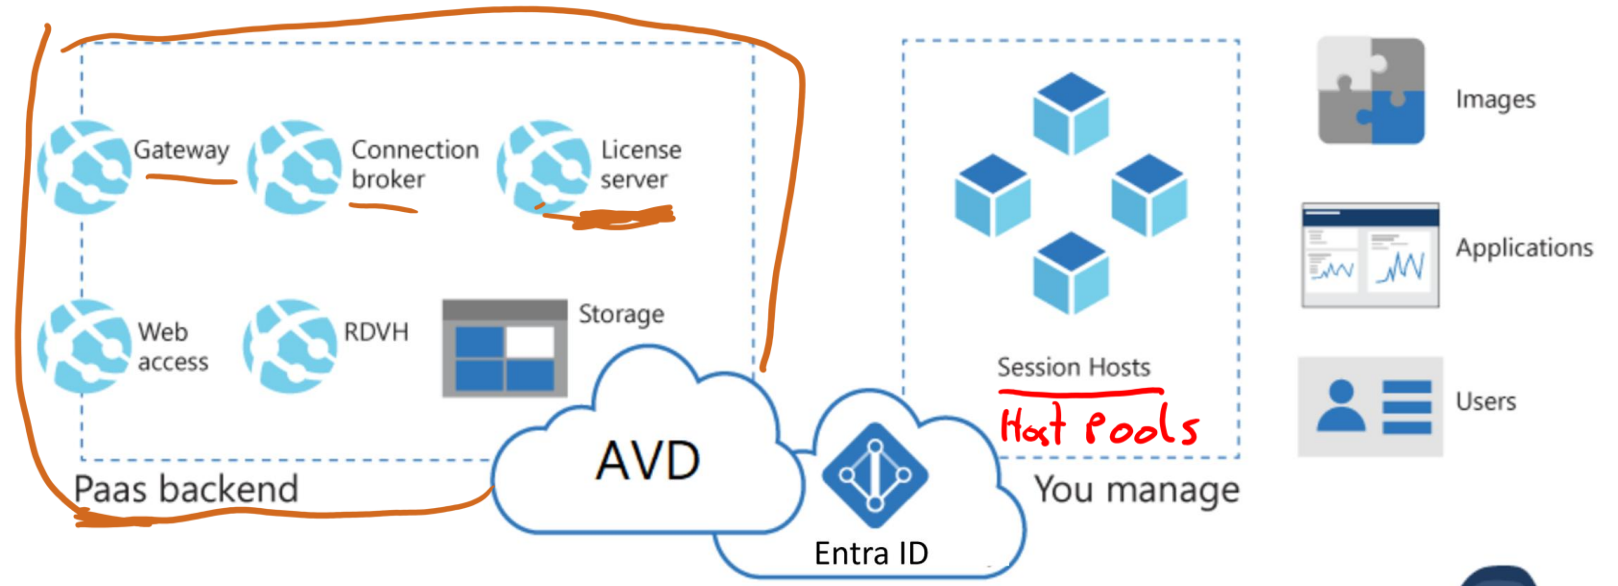 Gateway
Connection
broker
License
server
Web
access
RDVH
Storage
Paas backend
AVD
Entra ID
Session Hosts
Host Pools
You manage
Images
Applications
Users